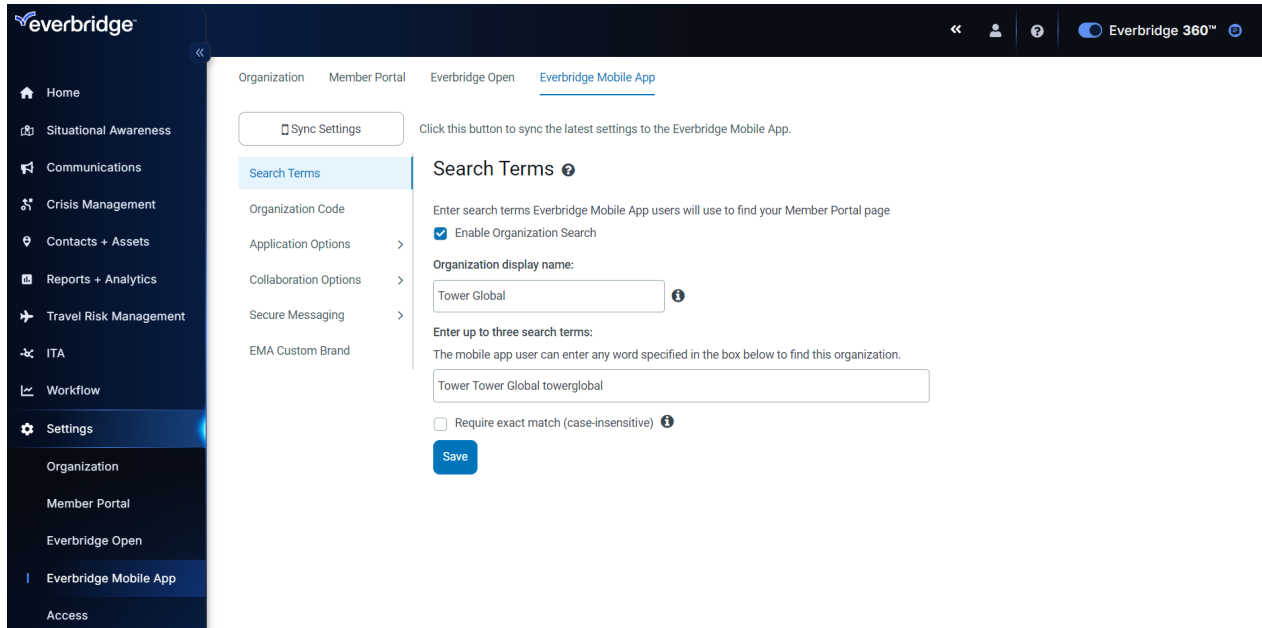 everbridge™
Everbridge 360™
Home
Situational Awareness
Communications
Crisis Management
Contacts + Assets
Reports + Analytics
Travel Risk Management
ITA
Workflow
Settings
Organization
Member Portal
Everbridge Open
Everbridge Mobile App
Access
Organization Member Portal Everbridge Open Everbridge Mobile App
Sync Settings Click this button to sync the latest settings to the Everbridge Mobile App.
Search Terms
Organization Code
Application Options
Collaboration Options
Secure Messaging
EMA Custom Brand
Search Terms
Enter search terms Everbridge Mobile App users will use to find your Member Portal page
Enable Organization Search
Organization display name:
Tower Global
Enter up to three search terms:
The mobile app user can enter any word specified in the box below to find this organization.
Tower Tower Global towerglobal
Require exact match (case-insensitive)
Save